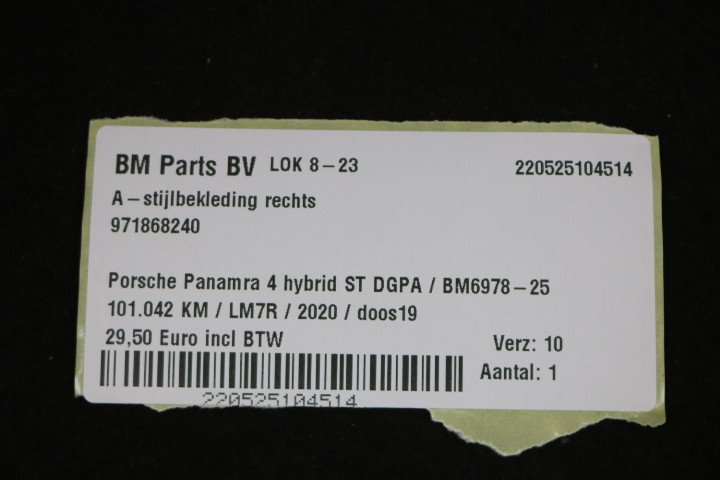 BM Parts BV LOK 8-23 220525104514
A-stijlbekleding rechts
971868240
Porsche Panamra 4 hybrid ST DGPA / BM6978-25
101.042 KM / LM7R / 2020 / doos19
29,50 Euro incl BTW Verz: 10
Aantal: 1
220525104514